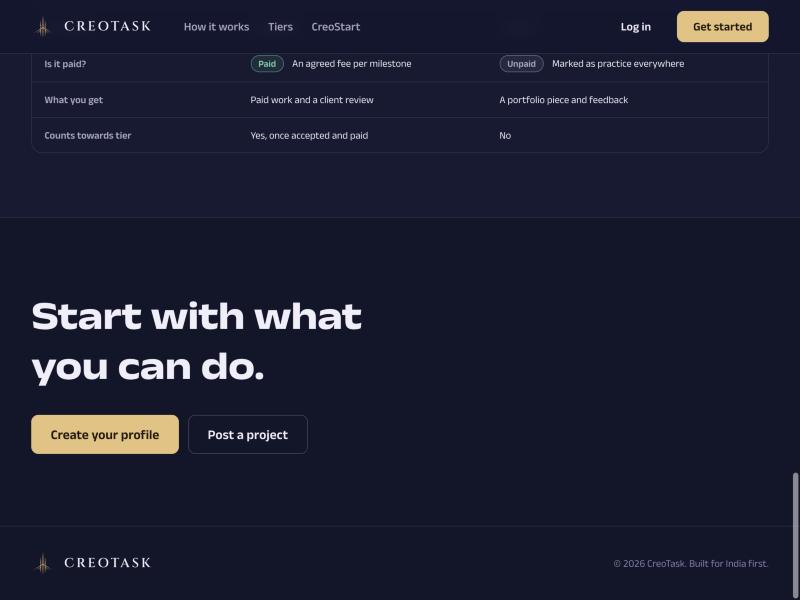 CREOTASK How it works Tiers CreoStart Log in Get started
Is it paid? Paid An agreed fee per milestone Unpaid Marked as practice everywhere
What you get Paid work and a client review A portfolio piece and feedback
Counts towards tier Yes, once accepted and paid No
Start with what
you can do.
Create your profile Post a project
CREOTASK © 2026 CreoTask. Built for India first.